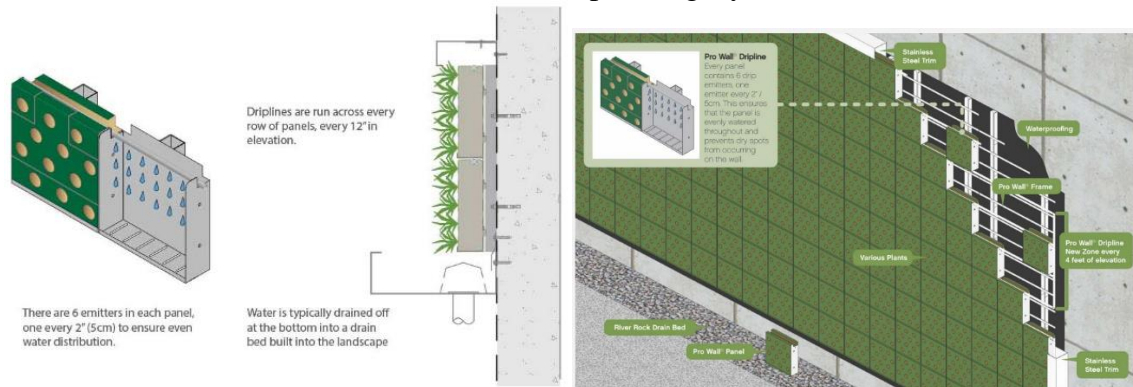 Driplines are run across every
row of panels, every 12" in
elevation.
There are 6 emitters in each panel,
one every 2" (5cm) to ensure even
water distribution.
Water is typically drained off
at the bottom into a drain
bed built into the landscape
Pro Wall® Dripline
Every panel
contains 6 drip
emitters, one
emitter every 2" /
5cm. This ensures
that the panel is
evenly watered
throughout and
prevents dry spots
from occurring
on the wall
Stainless
Steel Trim
Waterproofing
Pro Wall® Frame
Pro Wall® Dripline
New Zone every
4 feet of elevation
Various Plants
River Rock Drain Bed
Pro Wall® Panel
Stainless
Steel Trim